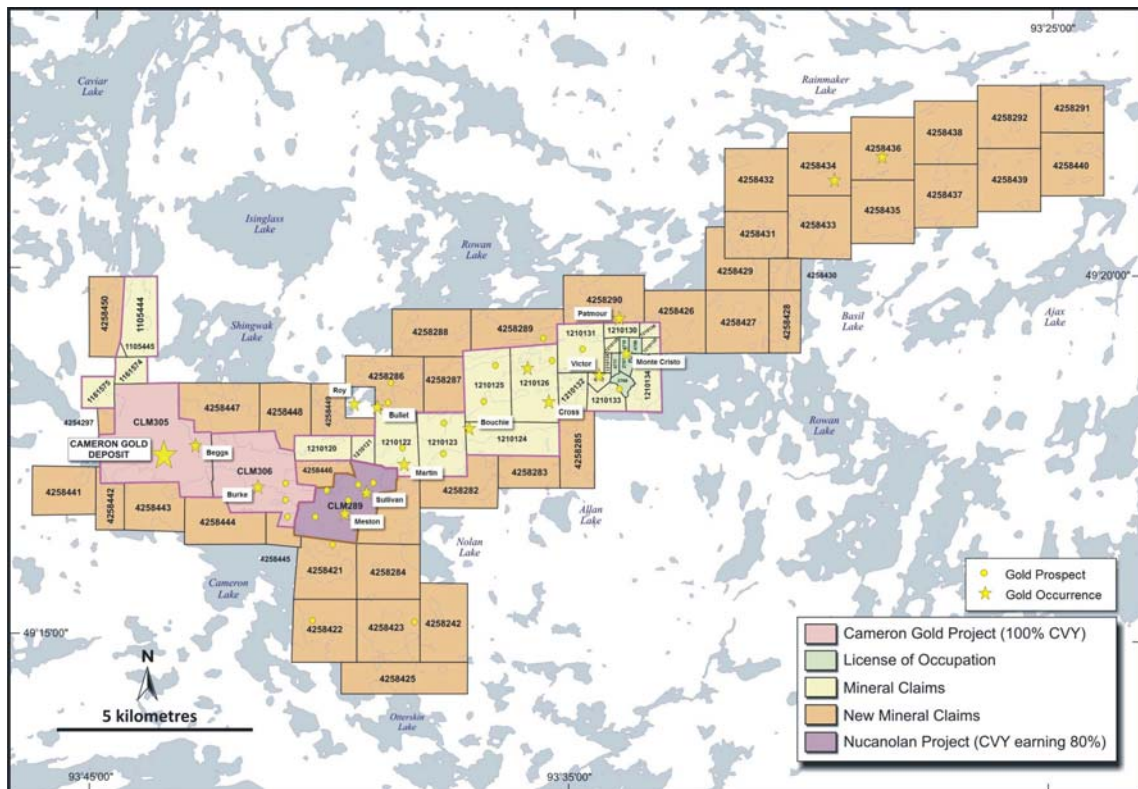 93°25'00"
Caviar
Lake
Rainmaker
Lake
4258291
4258292
4258438
4258436
4258434
4258432
4258440
4258439
4258437
4258435
4258433
4258431
Isinglass
Lake
Rowan
Lake
4258429
4258430
49°20'00"
4258450
1105444
1105445
1161574
1161575
Shingwak
Lake
4258288
4258289
4258290
Patmour
4258426
4258427
4258428
Basil
Lake
Ajax
Lake
1210131
1210130
Victor
Monte Cristo
1210134
1210132
1210133
4258286
4258287
1210125
1210126
Roy
Bullet
Bouchie
Cross
Rowan
Lake
4254297
CLM305
4258447
4258448
4258449
CAMERON GOLD
DEPOSIT
Beggs
1210120
1210121
1210122
1210123
1210124
4258285
Martin
4258446
CLM306
Burke
CLM289
Sullivan
Meston
4258282
4258283
4258441
4258442
4258443
4258444
4258445
Allan
Lake
Nolan
Lake
Cameron
Lake
4258421
4258284
4258422
4258423
4258242
4258425
Otterskin
Lake
49°15'00"
N
5 kilometres
93°45'00"
93°35'00"
Gold Prospect
Gold Occurrence
Cameron Gold Project (100% CVY)
License of Occupation
Mineral Claims
New Mineral Claims
Nucanolan Project (CVY earning 80%)